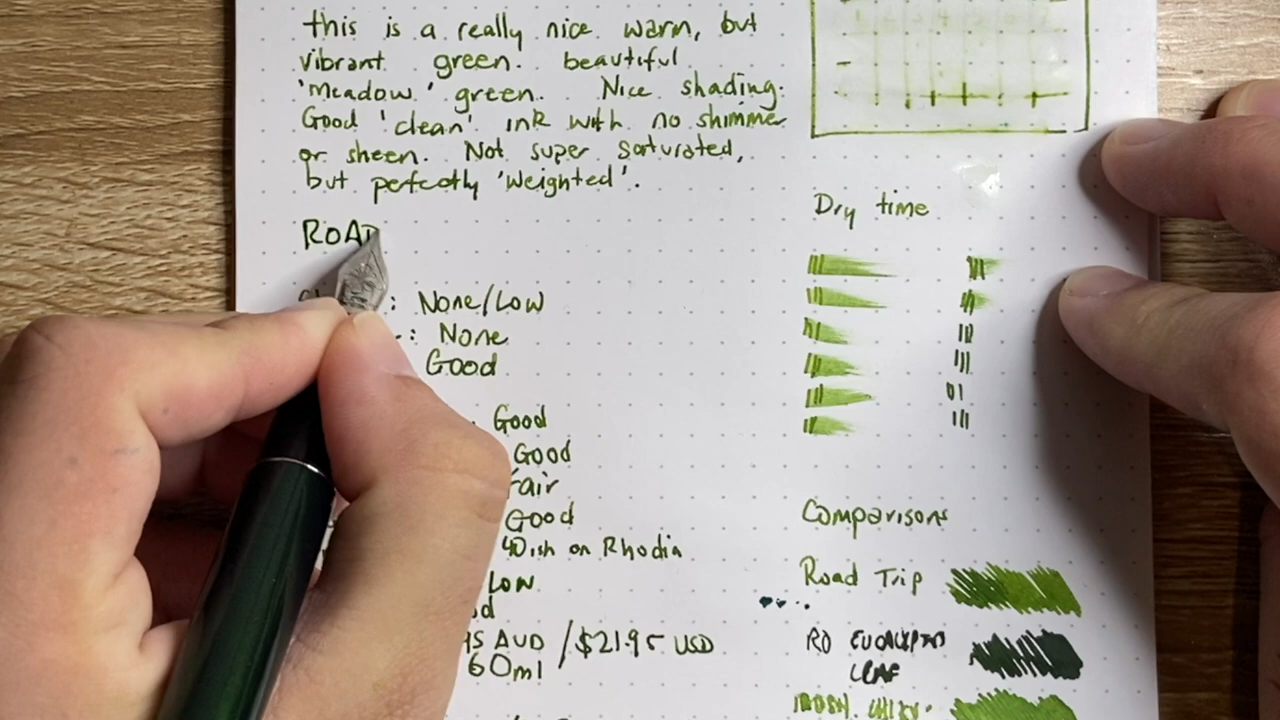 this is a really nice warm, but
vibrant green. beautiful
'meadow' green. Nice shading.
Good 'clean' ink with no shimmer
or sheen. Not super saturated,
but perfectly 'weighted'.
ROAD
: None/Low
: None
Good
Good
Good
Fair
Good
40ish on Rhodia
Low
AUD /$21.95 USD
60ml
Dry time
Comparisons
Road Trip
RO EUCALYPTUS
LEAF